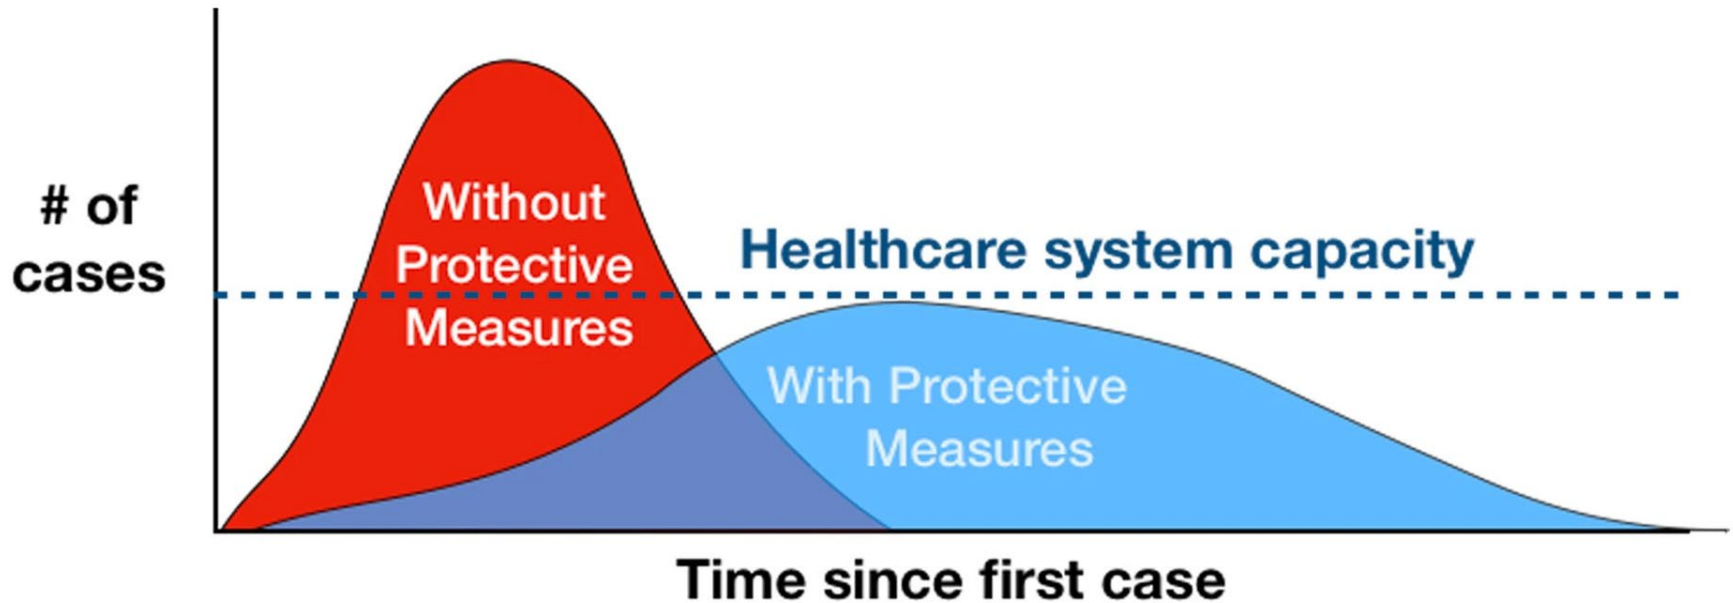 # of
cases
Without
Protective
Measures
Healthcare system capacity
With Protective
Measures
Time since first case